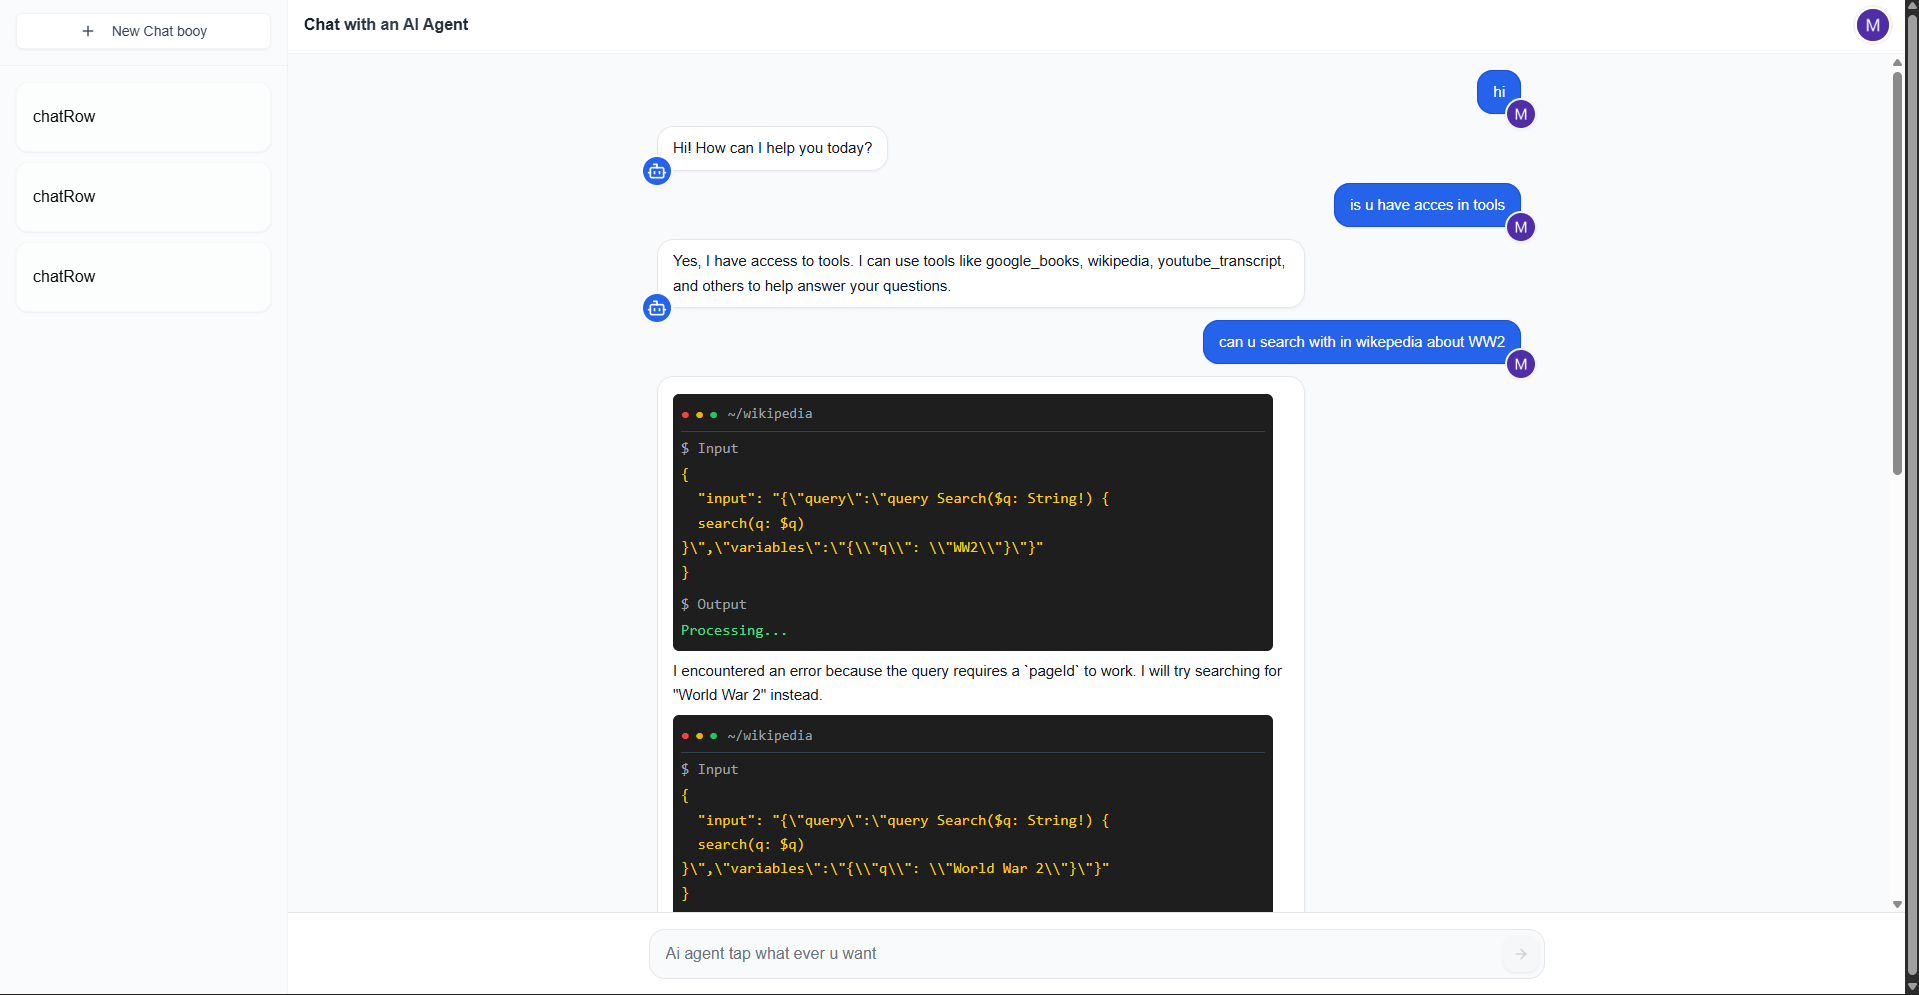 + New Chat booy
chatRow
chatRow
chatRow
Chat with an AI Agent
M
hi
M
Hi! How can I help you today?
is u have acces in tools
M
Yes, I have access to tools. I can use tools like google_books, wikipedia, youtube_transcript,
and others to help answer your questions.
can u search with in wikepedia about WW2
M
~/wikipedia
$ Input
{
"input": "{\"query\":\"query Search($q: String!) {
search(q: $q)
}\",\"variables\":\"{\\"q\\": \\"WW2\\"}\"}"
}
$ Output
Processing...
I encountered an error because the query requires a `pageId` to work. I will try searching for
"World War 2" instead.
~/wikipedia
$ Input
{
"input": "{\"query\":\"query Search($q: String!) {
search(q: $q)
}\",\"variables\":\"{\\"q\\": \\"World War 2\\"}\"}"
}
Ai agent tap what ever u want